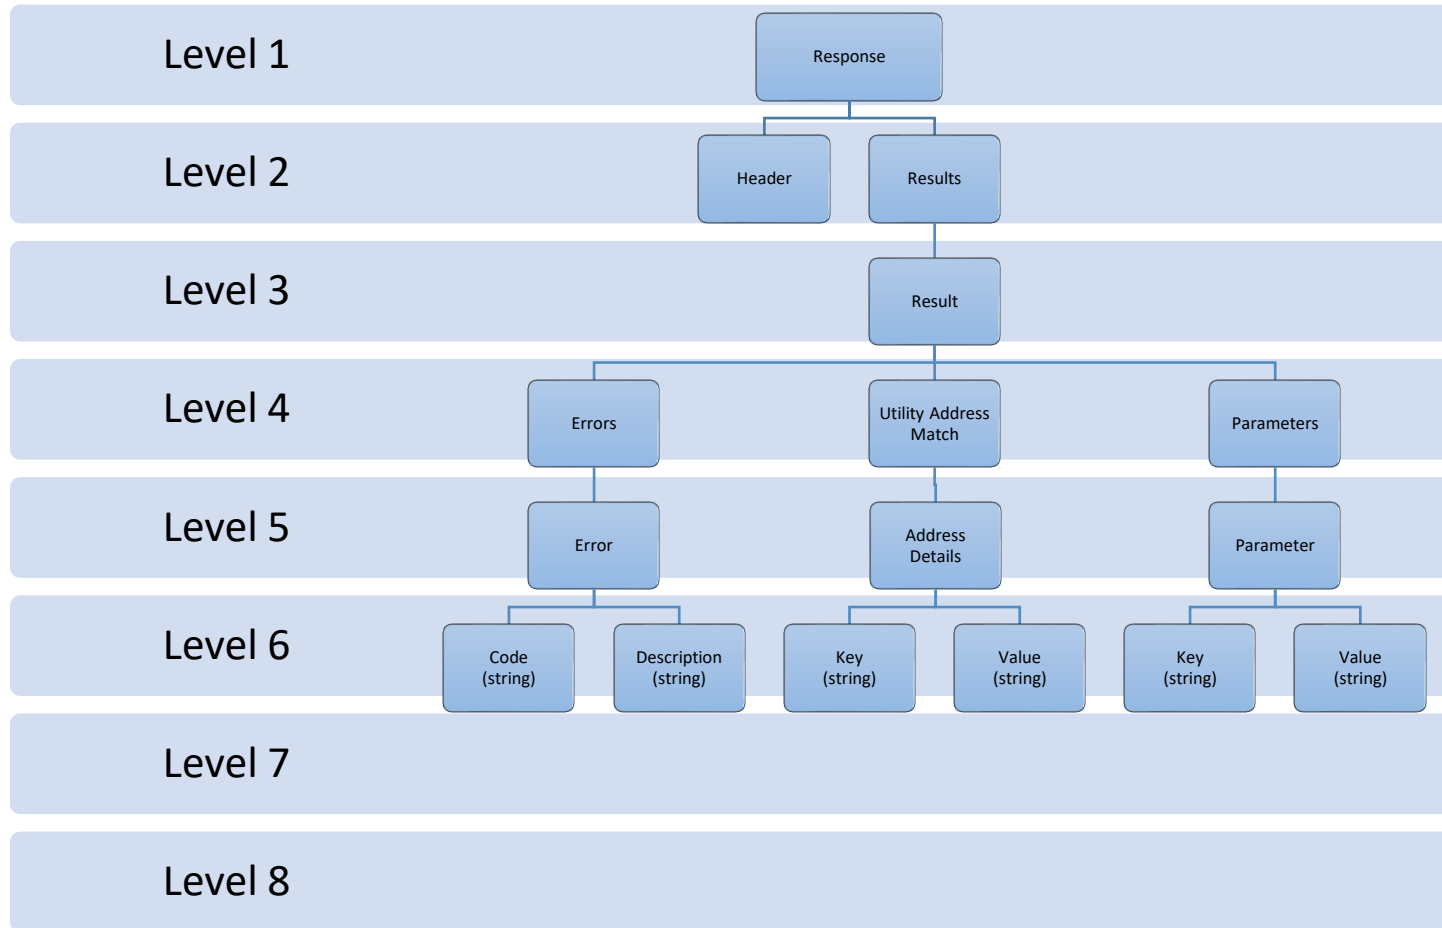 Level 1
Response
Level 2
Header
Results
Level 3
Result
Level 4
Errors
Utility Address
Match
Parameters
Level 5
Error
Address
Details
Parameter
Level 6
Code
(string)
Description
(string)
Key
(string)
Value
(string)
Key
(string)
Value
(string)
Level 7
Level 8